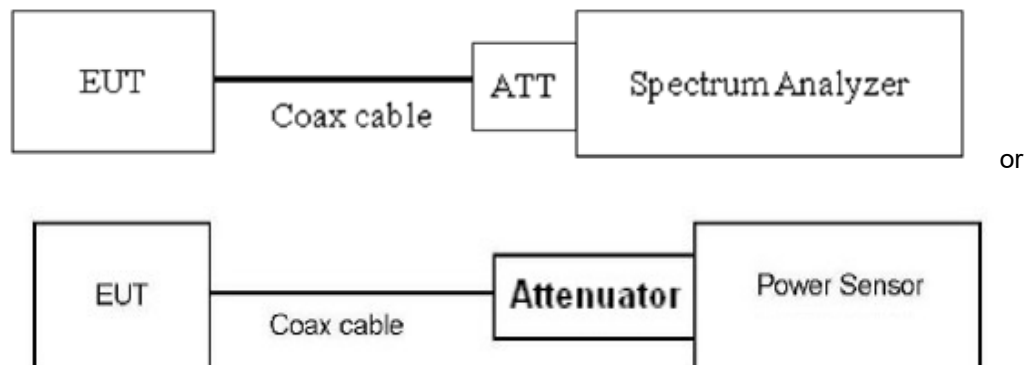 EUT
ATT
Spectrum Analyzer
Coax cable
or
EUT
Attenuator
Power Sensor
Coax cable